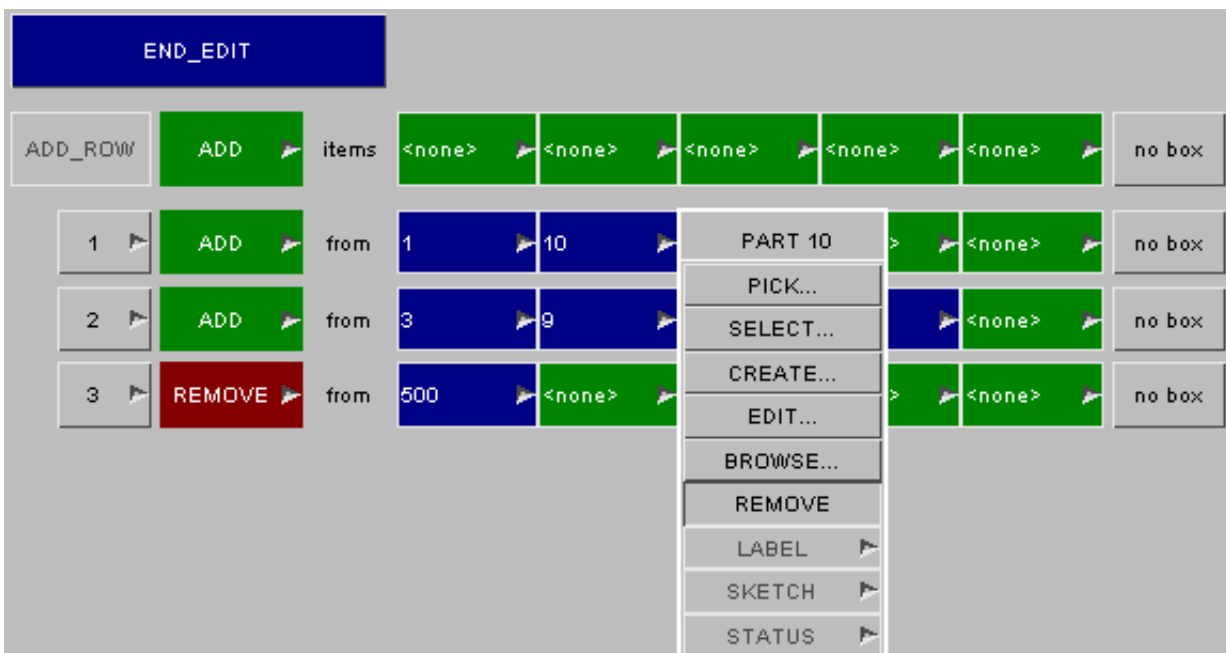 END_EDIT
ADD_ROW ADD items <none> <none> <none> <none> <none> no box
1 ADD from 1 10 PART 10 > <none> no box
PICK...
2 ADD from 3 9 SELECT... <none> no box
CREATE...
3 REMOVE from 500 <none> > <none> no box
EDIT...
BROWSE...
REMOVE
LABEL
SKETCH
STATUS